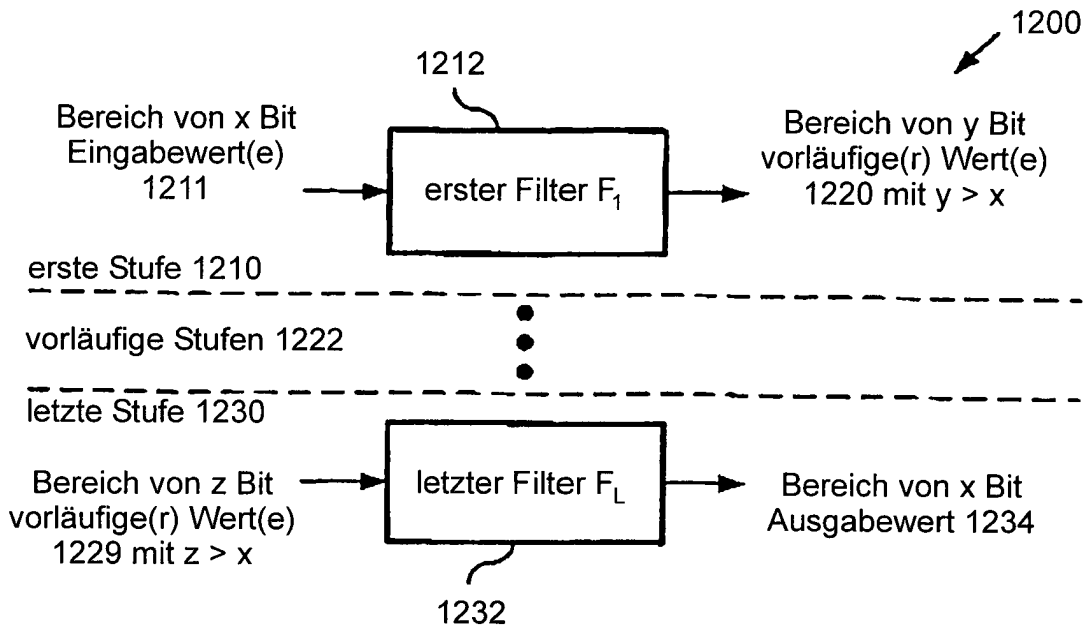 1200
1212
Bereich von x Bit
Eingabewert(e)
1211
erster Filter F₁
Bereich von y Bit
vorläufige(r) Wert(e)
1220 mit y > x
erste Stufe 1210
vorläufige Stufen 1222
letzte Stufe 1230
Bereich von z Bit
vorläufige(r) Wert(e)
1229 mit z > x
letzter Filter F_L
Bereich von x Bit
Ausgabewert 1234
1232